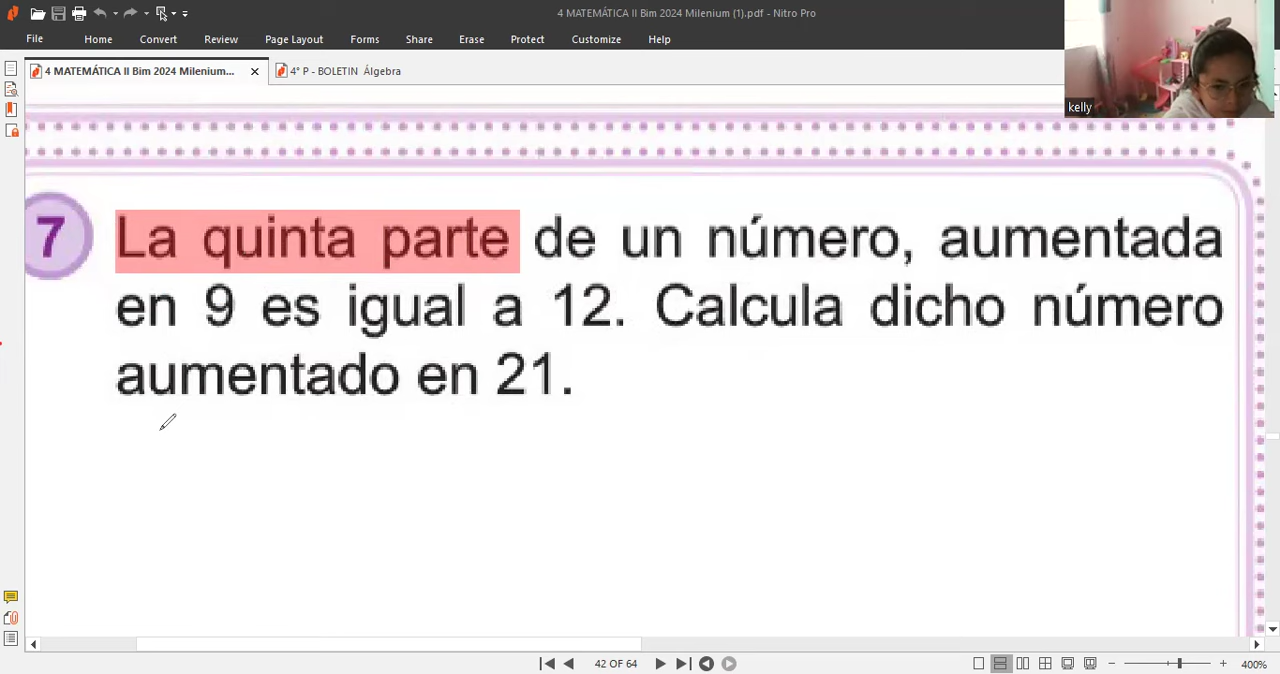 4 MATEMÁTICA II Bim 2024 Milenium (1).pdf - Nitro Pro
File Home Convert Review Page Layout Forms Share Erase Protect Customize Help
4 MATEMÁTICA II Bim 2024 Milenium... 4° P - BOLETIN Álgebra
kelly
7 La quinta parte de un número, aumentada
en 9 es igual a 12. Calcula dicho número
aumentado en 21.
42 OF 64 400%